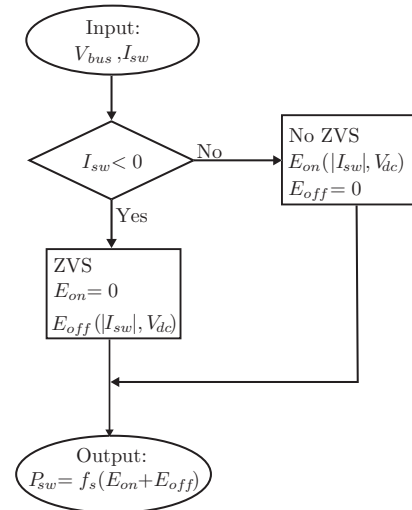 Input:
V_bus ,I_sw
I_sw< 0
No
No ZVS
E_on(|I_sw|, V_dc)
E_off= 0
Yes
ZVS
E_on= 0
E_off(|I_sw|, V_dc)
Output:
P_sw= f_s(E_on+E_off)